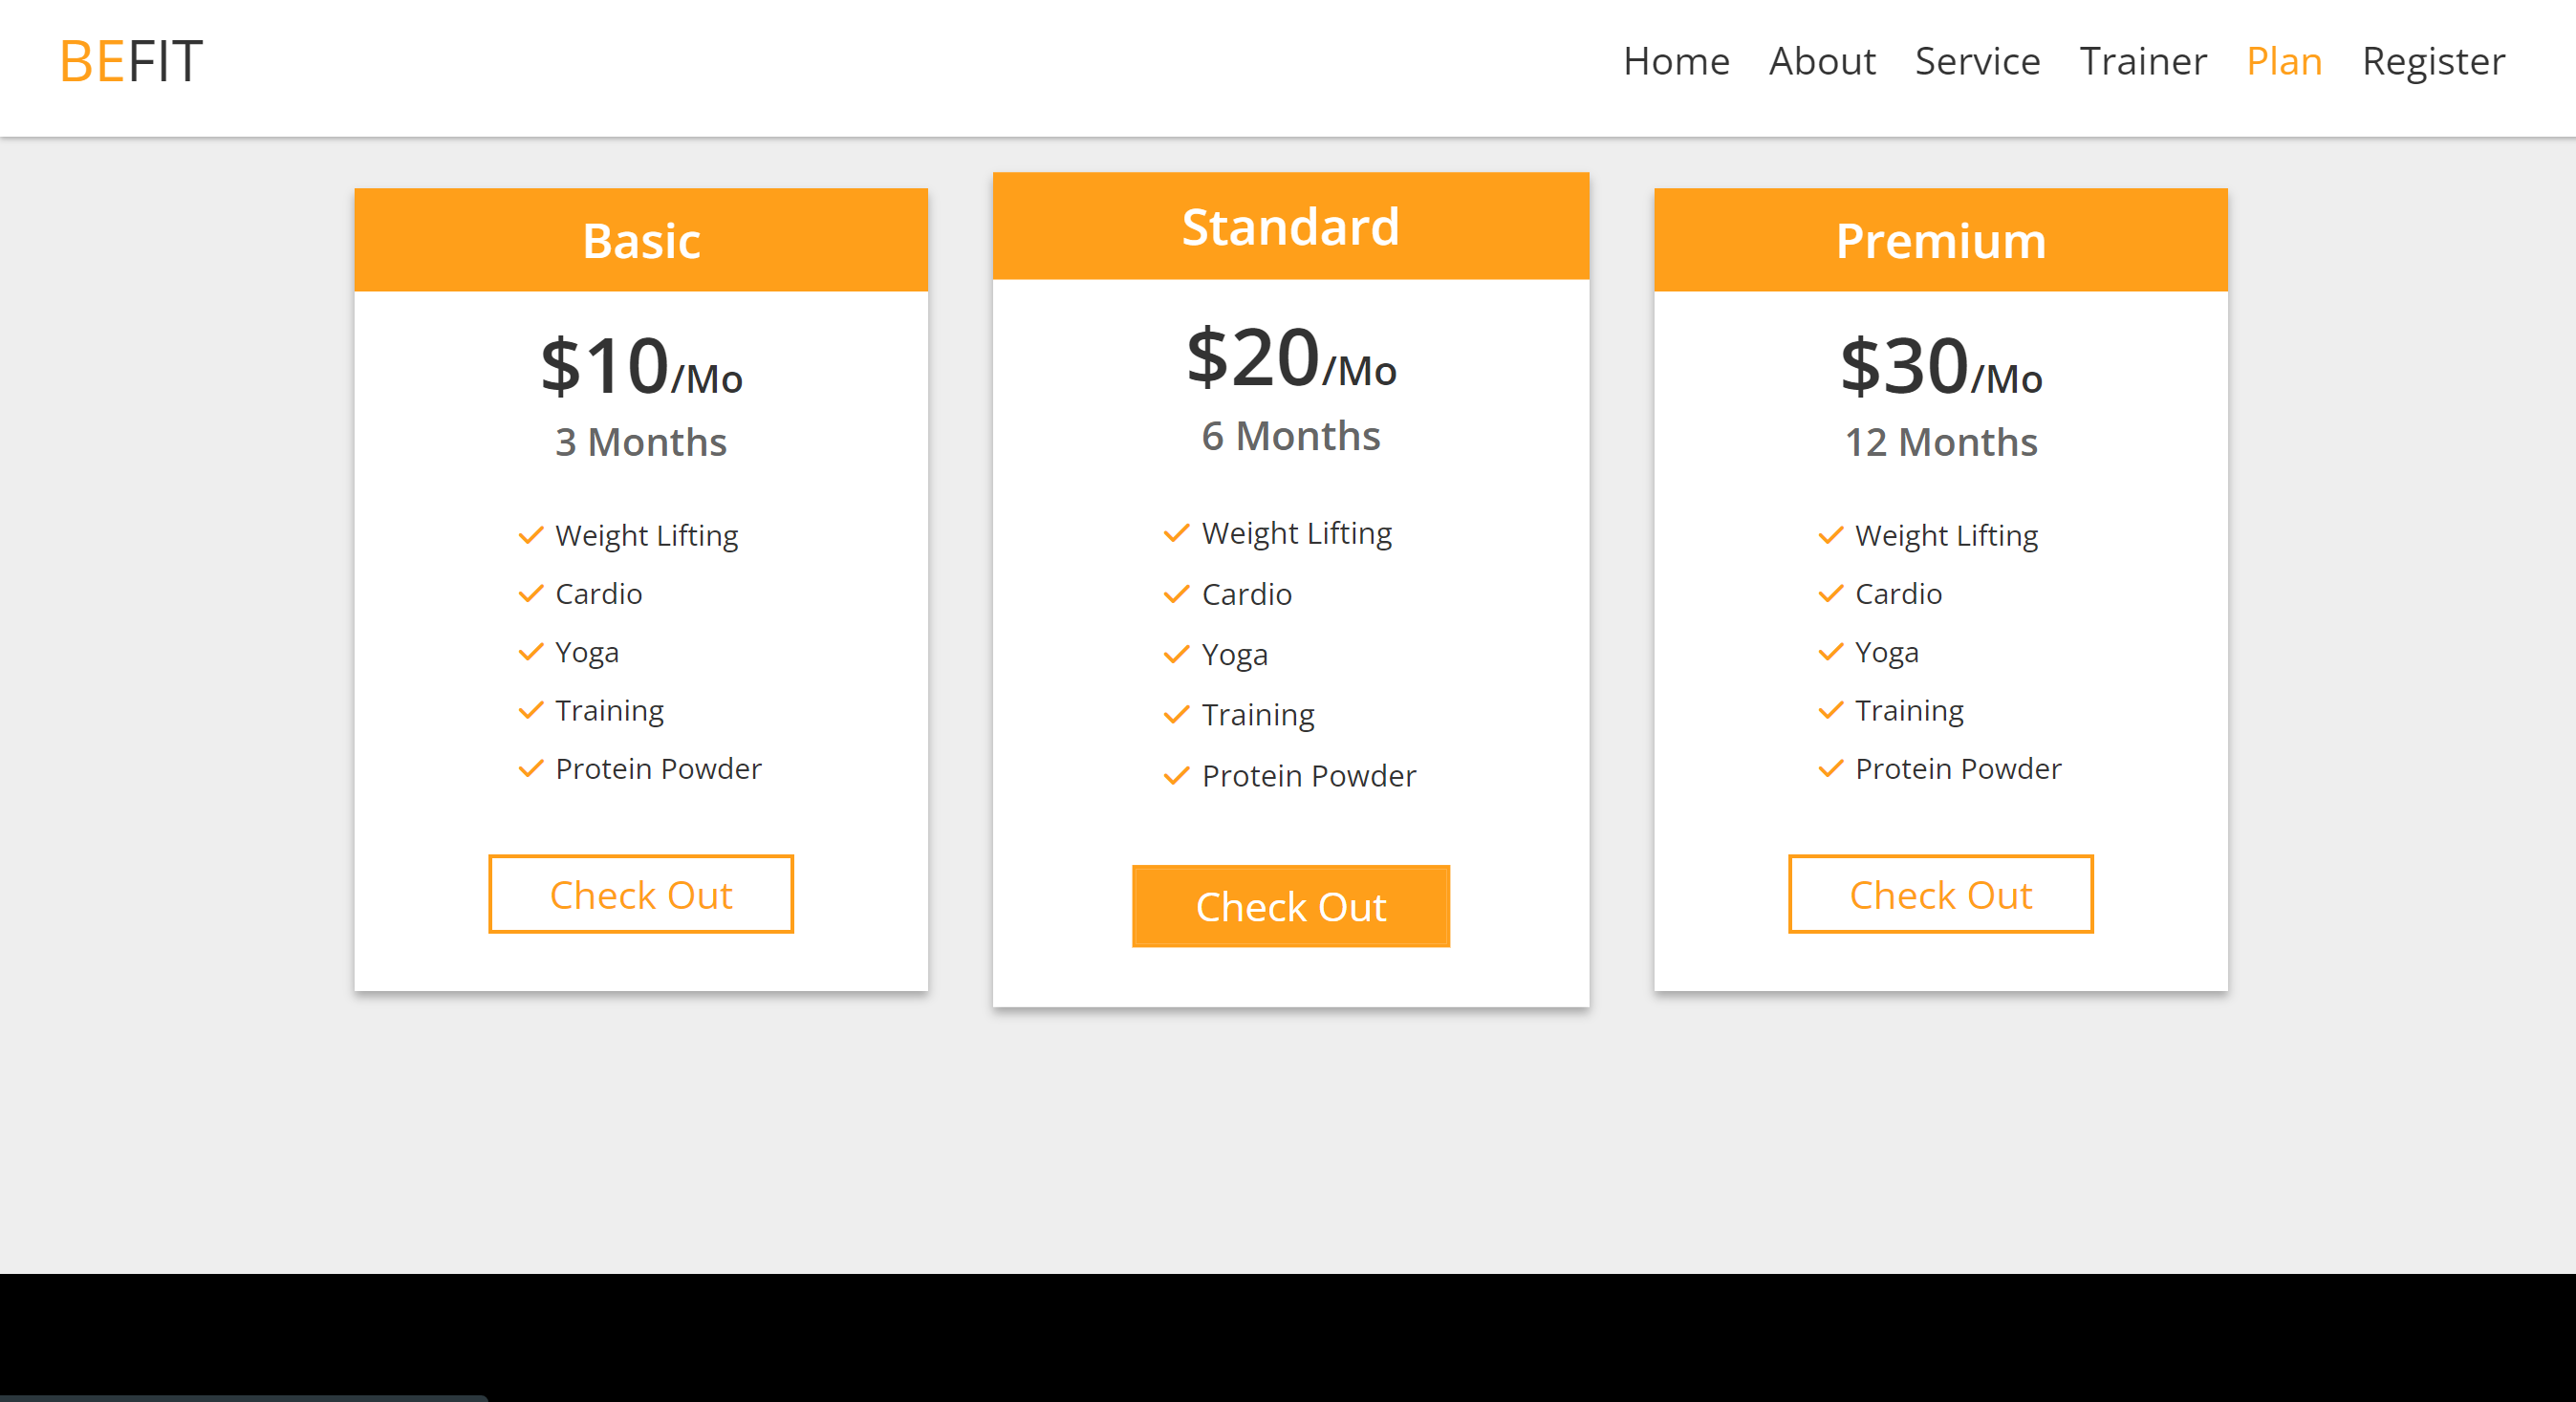 BEFIT
Home About Service Trainer Plan Register
Basic
$10/Mo
3 Months
Weight Lifting
Cardio
Yoga
Training
Protein Powder
Check Out
Standard
$20/Mo
6 Months
Weight Lifting
Cardio
Yoga
Training
Protein Powder
Check Out
Premium
$30/Mo
12 Months
Weight Lifting
Cardio
Yoga
Training
Protein Powder
Check Out